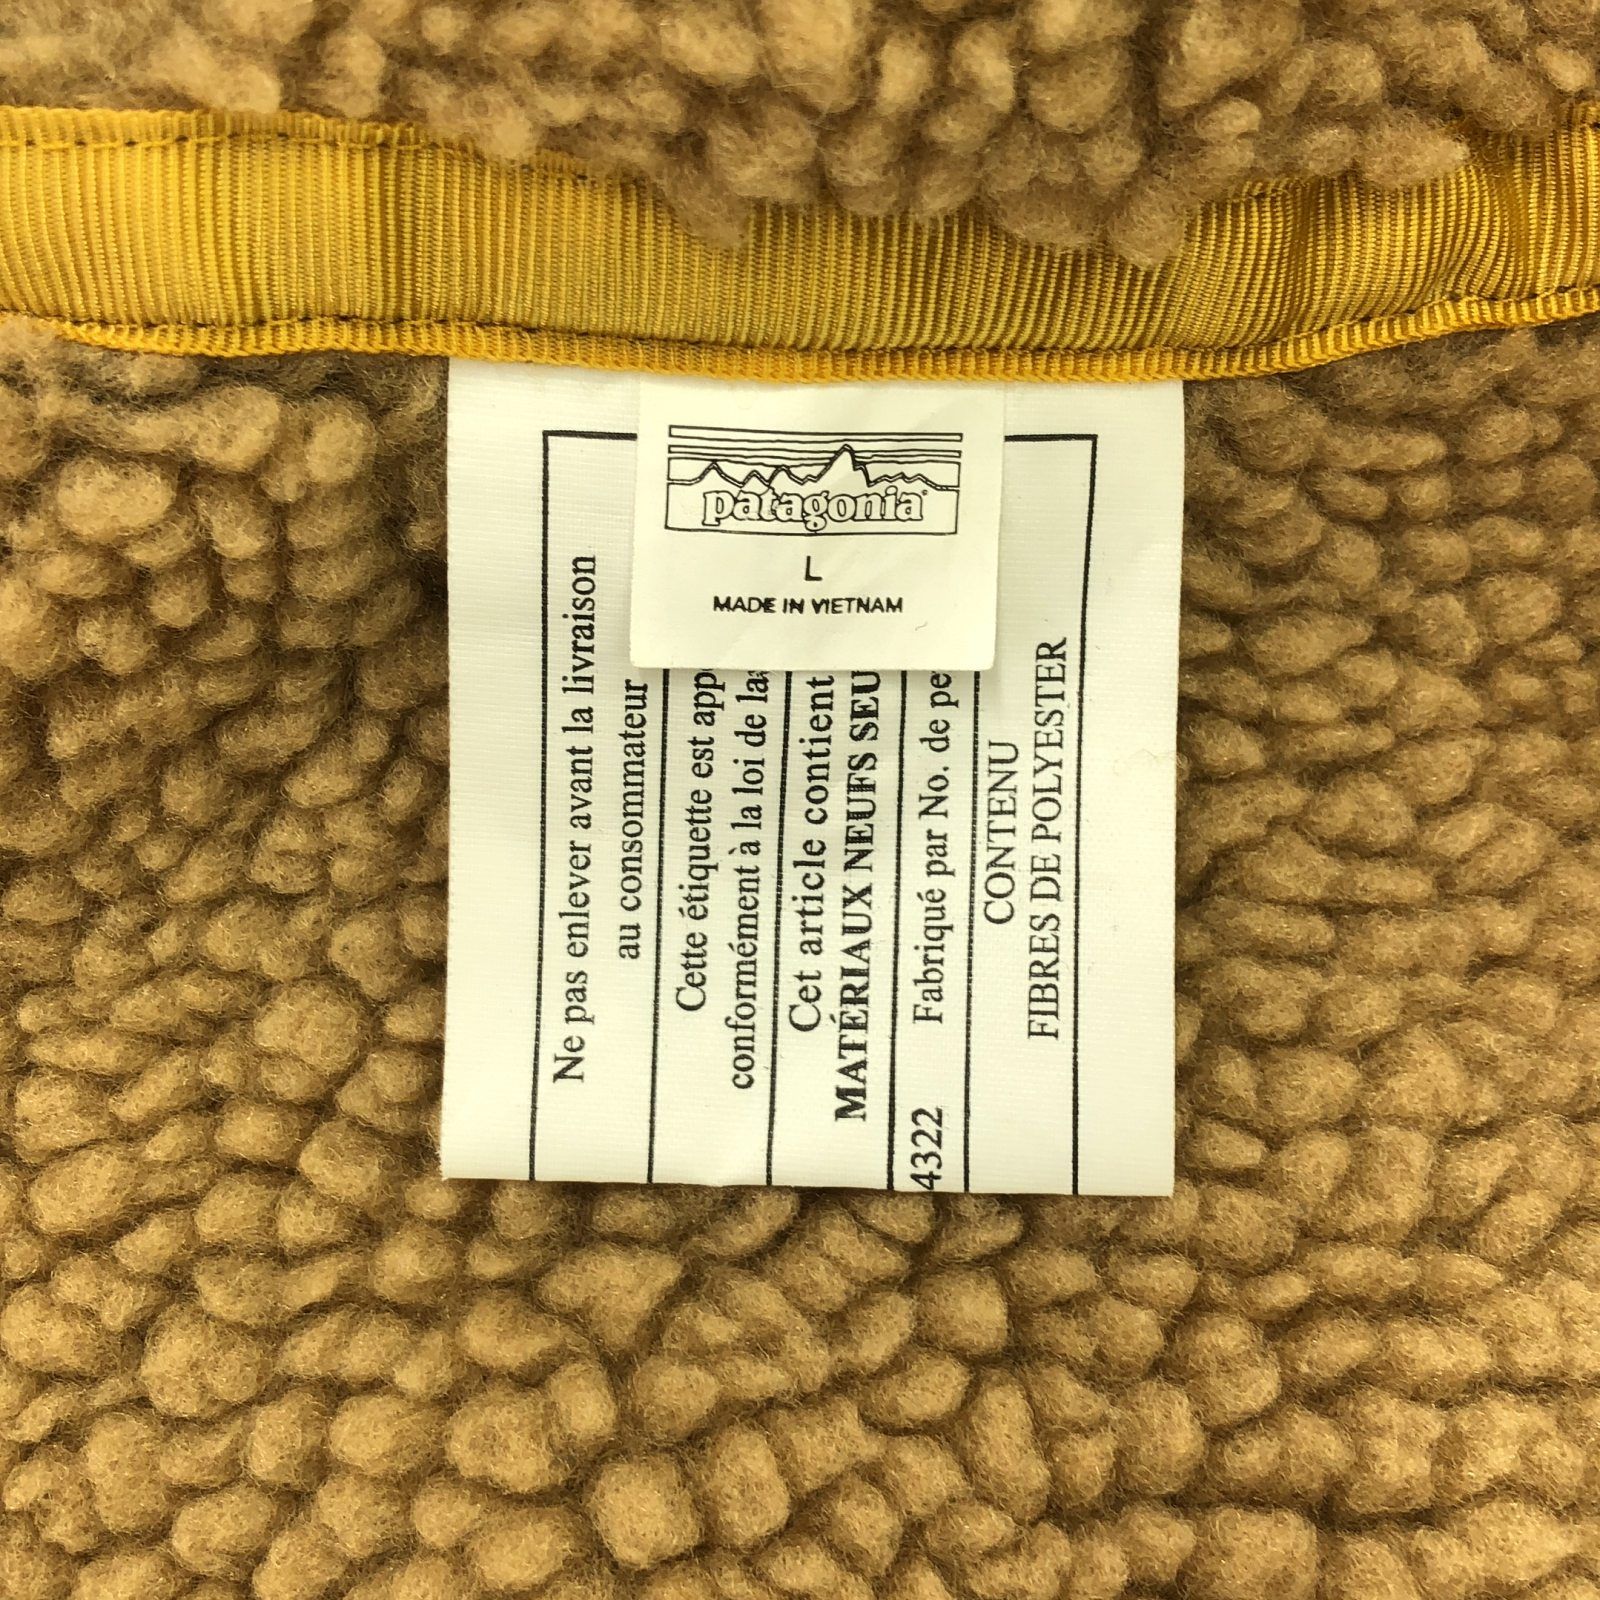 patagonia
L
MADE IN VIETNAM
Ne pas enlever avant la livraison
au consommateur
Cette étiquette est
conformément à la loi de
Cet article contient
MATÉRIAUX NEUFS
4322 Fabriqué par No. de
CONTENU
FIBRES DE POLYESTER